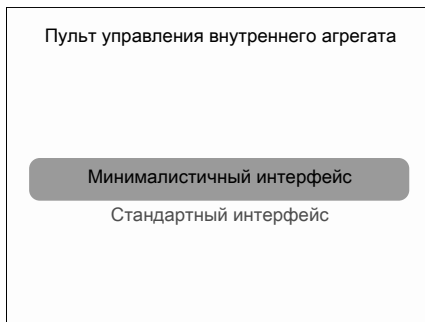 Пульт управления внутреннего агрегата
Минималистичный интерфейс
Стандартный интерфейс